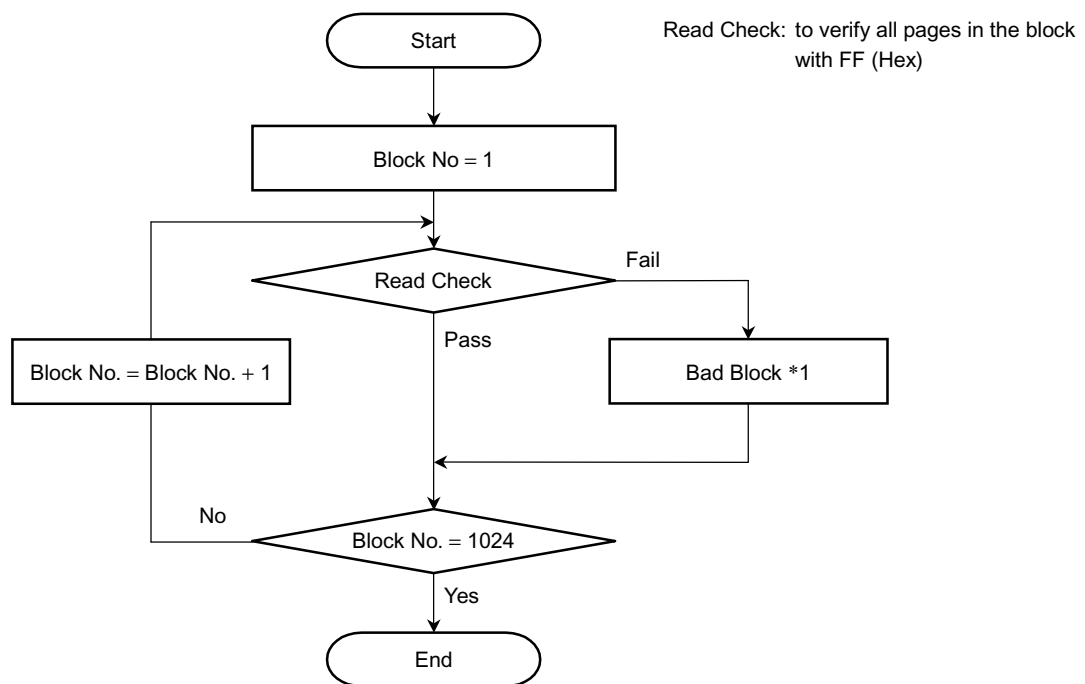 Start
Read Check: to verify all pages in the block
with FF (Hex)
Block No = 1
Read Check
Fail
Pass
Block No. = Block No. + 1
Bad Block *1
No
Block No. = 1024
Yes
End